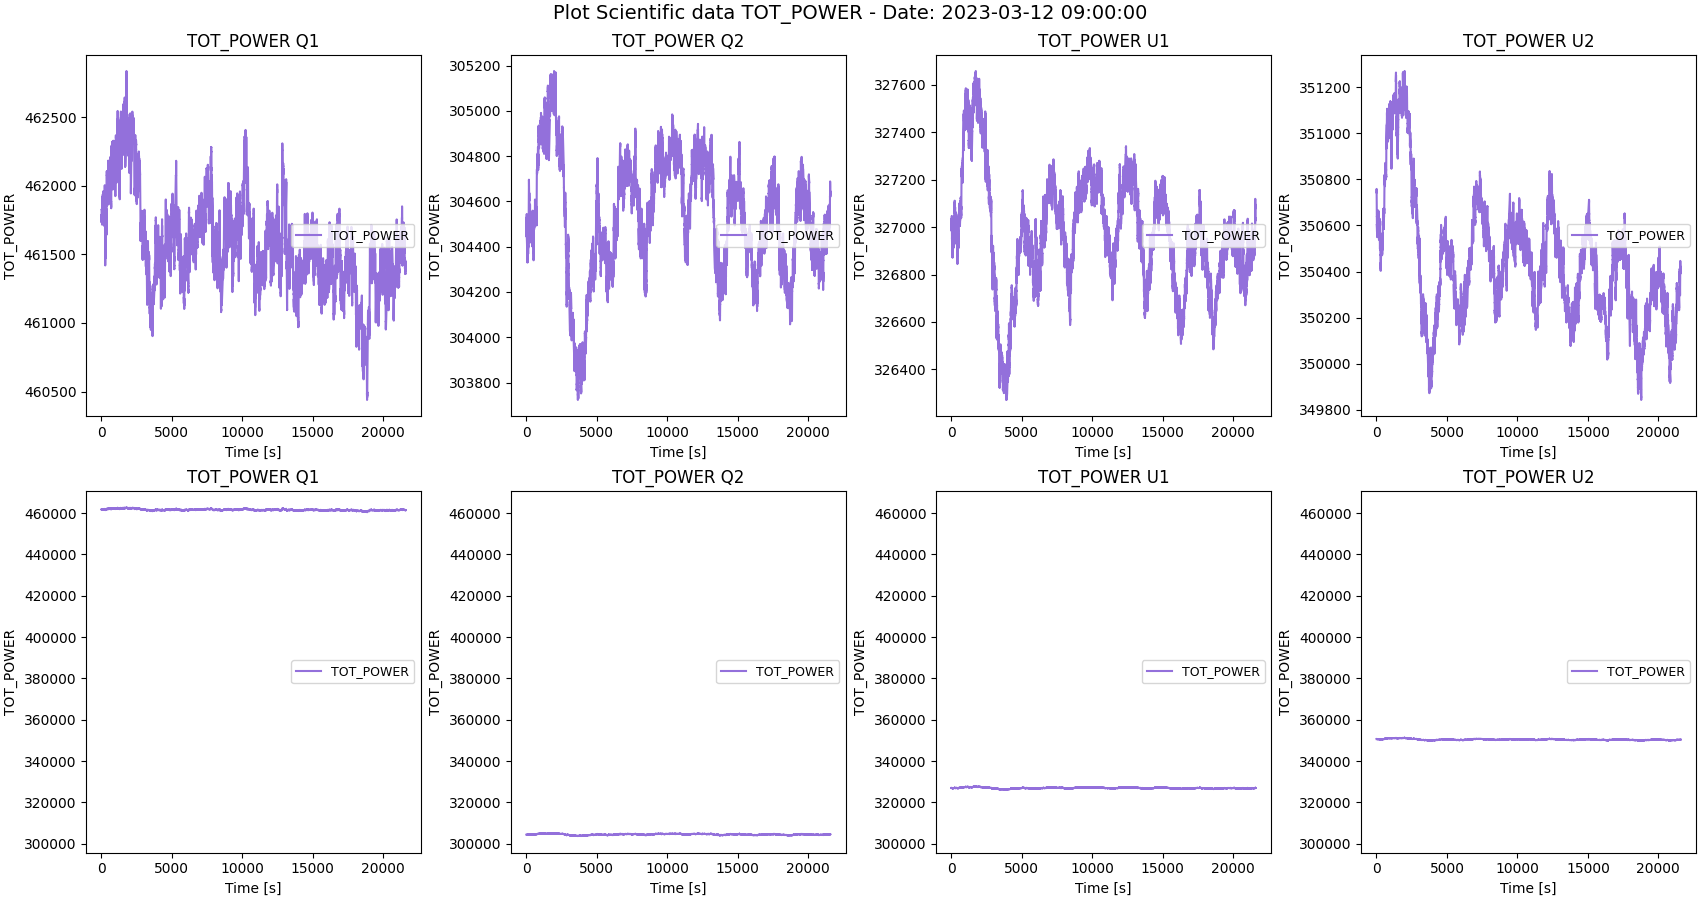 Plot Scientific data TOT_POWER - Date: 2023-03-12 09:00:00
TOT_POWER Q1
TOT_POWER
462500
462000
461500
461000
460500
TOT_POWER
0 5000 10000 15000 20000
Time [s]
TOT_POWER Q2
TOT_POWER
305200
305000
304800
304600
304400
304200
304000
303800
TOT_POWER
0 5000 10000 15000 20000
Time [s]
TOT_POWER U1
TOT_POWER
327600
327400
327200
327000
326800
326600
326400
TOT_POWER
0 5000 10000 15000 20000
Time [s]
TOT_POWER U2
TOT_POWER
351200
351000
350800
350600
350400
350200
350000
349800
TOT_POWER
0 5000 10000 15000 20000
Time [s]
TOT_POWER Q1
TOT_POWER
460000
440000
420000
400000
380000
360000
340000
320000
300000
TOT_POWER
0 5000 10000 15000 20000
Time [s]
TOT_POWER Q2
TOT_POWER
460000
440000
420000
400000
380000
360000
340000
320000
300000
TOT_POWER
0 5000 10000 15000 20000
Time [s]
TOT_POWER U1
TOT_POWER
460000
440000
420000
400000
380000
360000
340000
320000
300000
TOT_POWER
0 5000 10000 15000 20000
Time [s]
TOT_POWER U2
TOT_POWER
460000
440000
420000
400000
380000
360000
340000
320000
300000
TOT_POWER
0 5000 10000 15000 20000
Time [s]